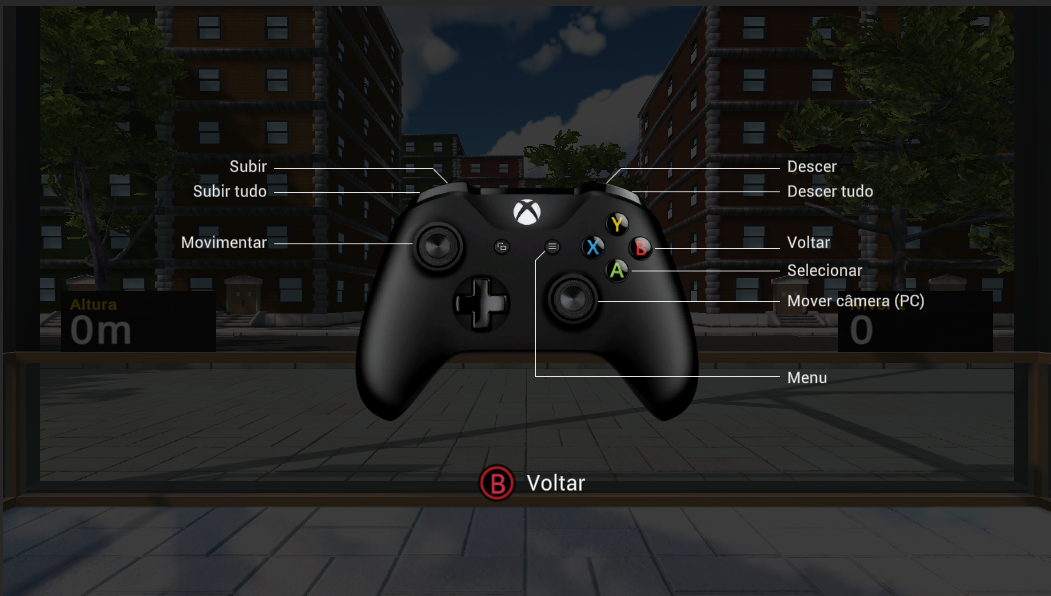 Subir
Subir tudo
Movimentar
Descer
Descer tudo
Y
X
B
A
Voltar
Selecionar
Mover câmera (PC)
Menu
Altura
0m
0
B Voltar